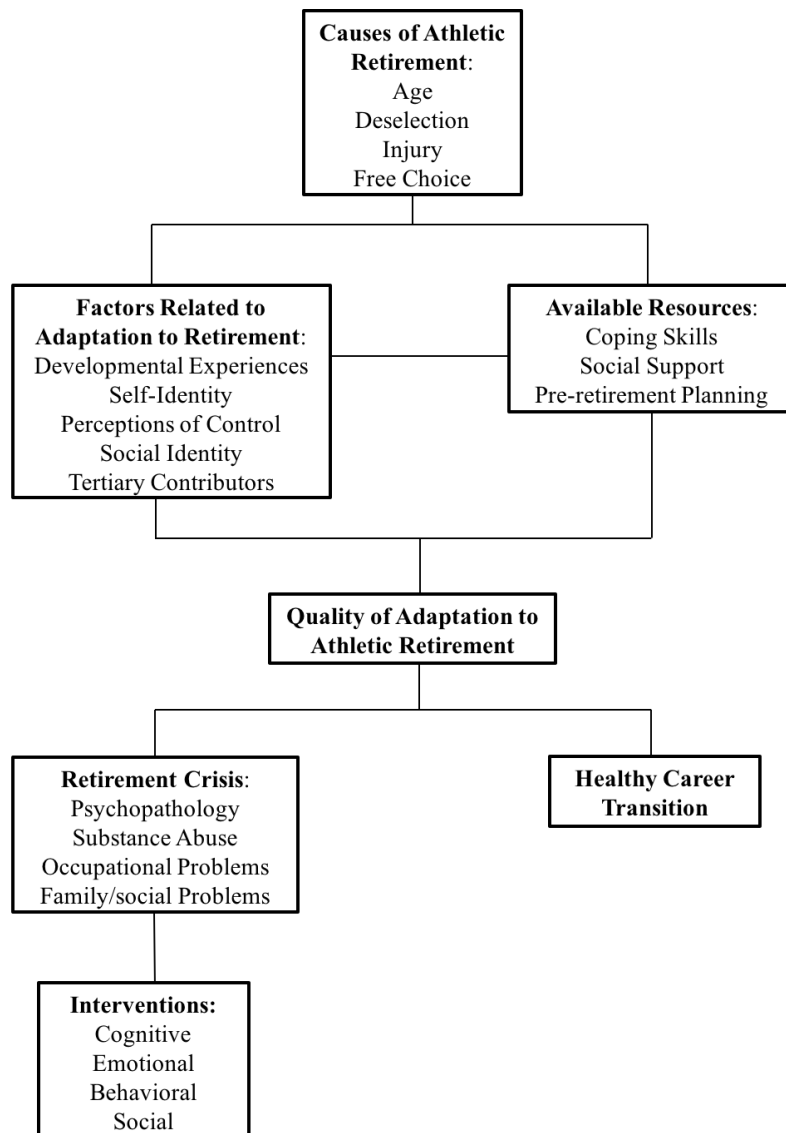 Causes of Athletic
Retirement:
Age
Deselection
Injury
Free Choice
Factors Related to
Adaptation to Retirement:
Developmental Experiences
Self-Identity
Perceptions of Control
Social Identity
Tertiary Contributors
Available Resources:
Coping Skills
Social Support
Pre-retirement Planning
Quality of Adaptation to
Athletic Retirement
Retirement Crisis:
Psychopathology
Substance Abuse
Occupational Problems
Family/social Problems
Healthy Career
Transition
Interventions:
Cognitive
Emotional
Behavioral
Social